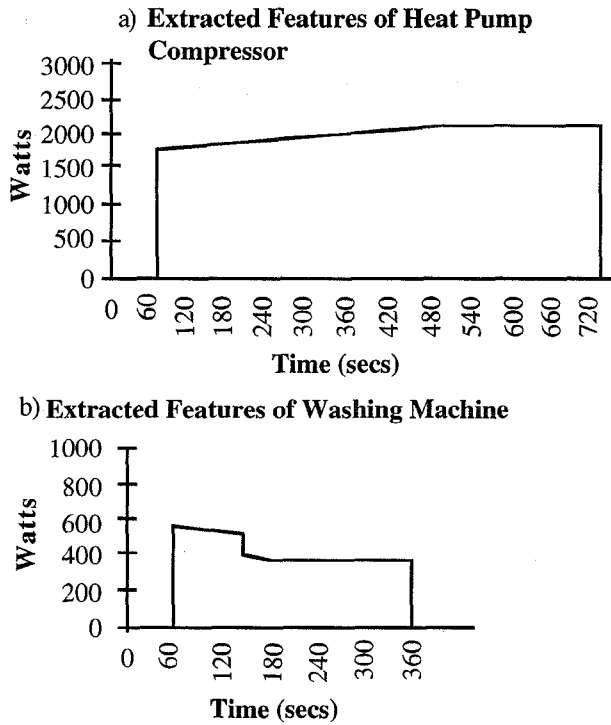 a) Extracted Features of Heat Pump
Compressor
3000
2500
2000
1500
1000
500
0
Watts
0 60 120 180 240 300 360 420 480 540 600 660 720
Time (secs)
b) Extracted Features of Washing Machine
1000
800
600
400
200
0
Watts
0 60 120 180 240 300 360
Time (secs)